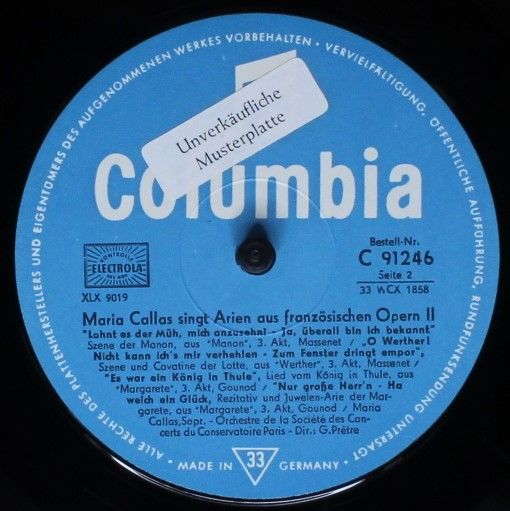 ALLE RECHTE DES PLATTENHERSTELLERS UND EIGENTÜMERS DES AUFGENOMMENEN WERKES VORBEHALTEN • VERVIELFÄLTIGUNG, ÖFFENTLICHE AUFFÜHRUNG, RUNDFUNKSENDUNG UNTERSAGT •
Unverkäufliche
Musterplatte
Columbia
KONTROLLE
ELECTROLA
XLX 9019
Bestell-Nr.
C 91246
Seite 2
33 WCX 1858
Maria Callas singt Arien aus französischen Opern II
"Lohnt es der Müh, mich anzusehn! - Ja, überall bin ich bekannt"
Szene der Manon, aus "Manon", 3. Akt, Massenet / "O Werther!
Nicht kann ich's mir verhehlen - Zum Fenster dringt empor",
Szene und Cavatine der Lotte, aus "Werther", 3. Akt, Massenet /
"Es war ein König in Thule", Lied vom König in Thule, aus
"Margarete", 3. Akt, Gounod / "Nur große Herr'n - Ha
welch ein Glück, Rezitativ und Juwelen-Arie der Mar-
garete, aus "Margarete", 3. Akt, Gounod / Maria
Callas, Sopr. - Orchestre de la Société des Con-
certs du Conservatoire Paris - Dir.: G. Prêtre
MADE IN 33 GERMANY